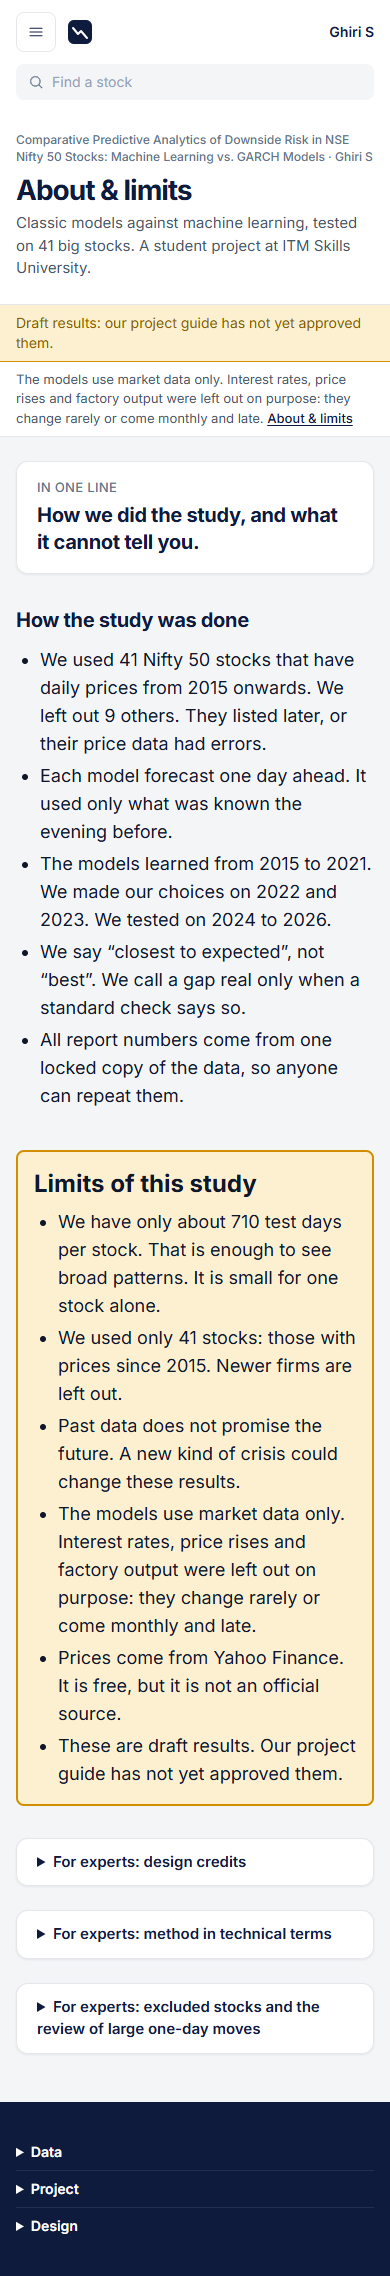 Ghiri S
Find a stock
Comparative Predictive Analytics of Downside Risk in NSE
Nifty 50 Stocks: Machine Learning vs. GARCH Models · Ghiri S
About & limits
Classic models against machine learning, tested
on 41 big stocks. A student project at ITM Skills
University.
Draft results: our project guide has not yet approved
them.
The models use market data only. Interest rates, price
rises and factory output were left out on purpose: they
change rarely or come monthly and late. About & limits
IN ONE LINE
How we did the study, and what
it cannot tell you.
How the study was done
• We used 41 Nifty 50 stocks that have
daily prices from 2015 onwards. We
left out 9 others. They listed later, or
their price data had errors.
• Each model forecast one day ahead. It
used only what was known the
evening before.
• The models learned from 2015 to 2021.
We made our choices on 2022 and
2023. We tested on 2024 to 2026.
• We say “closest to expected”, not
“best”. We call a gap real only when a
standard check says so.
• All report numbers come from one
locked copy of the data, so anyone
can repeat them.
Limits of this study
• We have only about 710 test days
per stock. That is enough to see
broad patterns. It is small for one
stock alone.
• We used only 41 stocks: those with
prices since 2015. Newer firms are
left out.
• Past data does not promise the
future. A new kind of crisis could
change these results.
• The models use market data only.
Interest rates, price rises and
factory output were left out on
purpose: they change rarely or
come monthly and late.
• Prices come from Yahoo Finance.
It is free, but it is not an official
source.
• These are draft results. Our project
guide has not yet approved them.
▶ For experts: design credits
▶ For experts: method in technical terms
▶ For experts: excluded stocks and the
review of large one-day moves
▶ Data
▶ Project
▶ Design